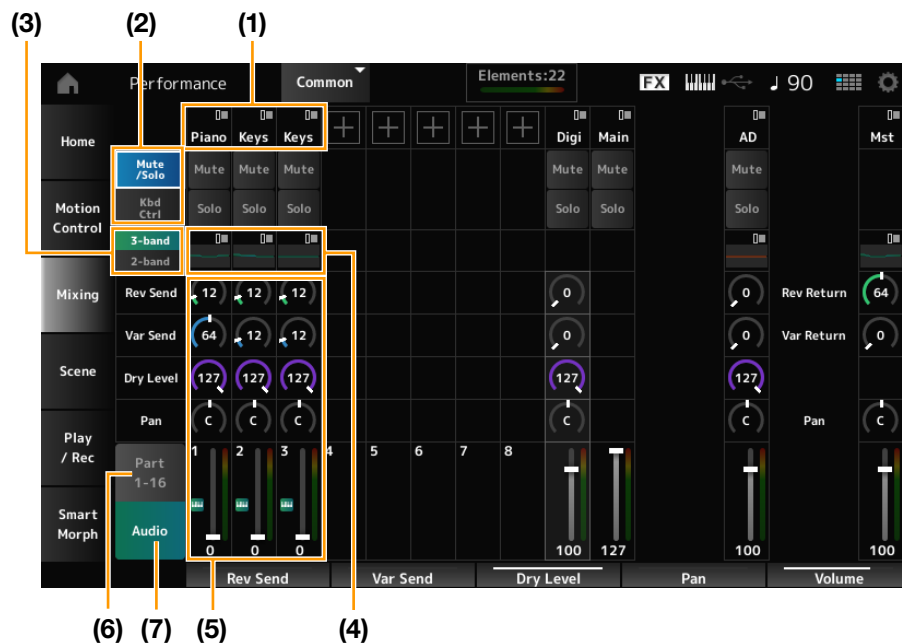 (3) (2) (1)
Performance Common Elements:22 FX 90
Home Piano Keys Keys Digi Main AD Mst
Mute /Solo Mute Mute Mute Mute Mute Mute
Kbd Ctrl Solo Solo Solo Solo Solo Solo
Motion Control
3-band
2-band
Mixing Rev Send 12 12 12 0 0 Rev Return 64
Var Send 64 12 12 0 0 Var Return 0
Scene Dry Level 127 127 127 127 127
Pan C C C C C Pan C
Play / Rec Part 1-16 1 2 3 4 5 6 7 8
Smart Morph Audio 0 0 0 100 127 100 100
Rev Send Var Send Dry Level Pan Volume
(6) (7) (5) (4)